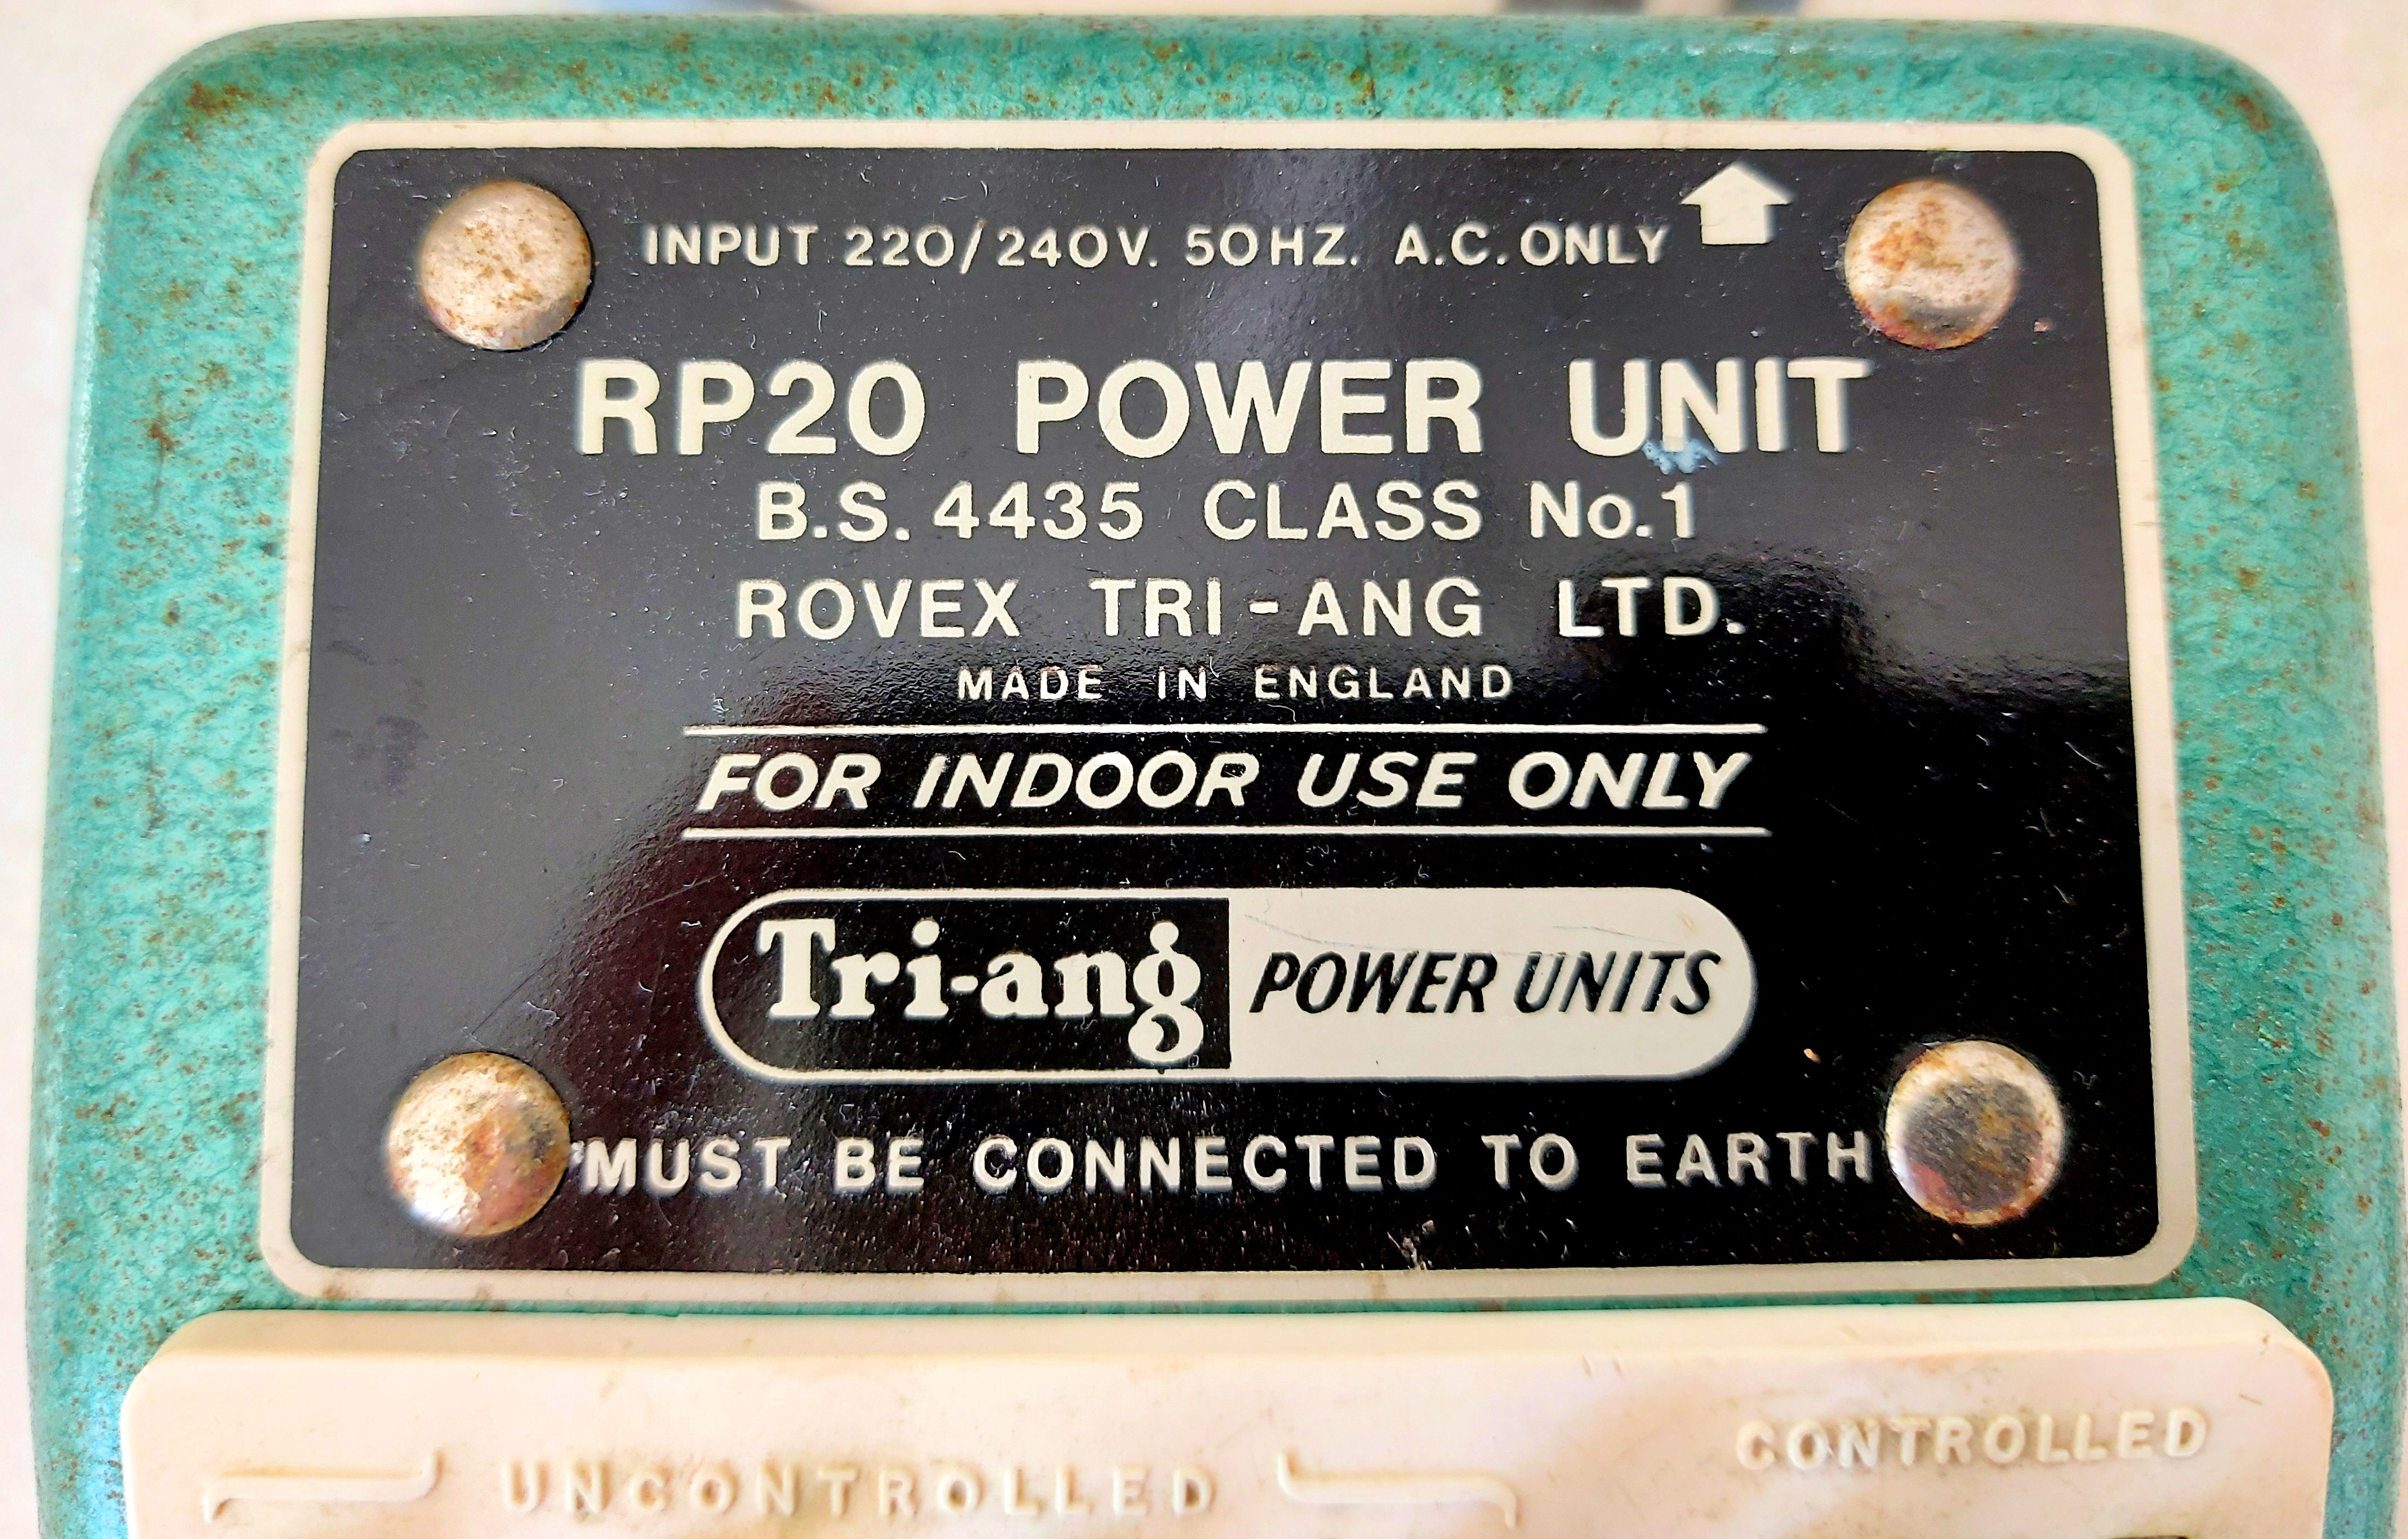 INPUT 220/240V. 50HZ. A.C. ONLY
RP20 POWER UNIT
B.S. 4435 CLASS No.1
ROVEX TRI-ANG LTD.
MADE IN ENGLAND
FOR INDOOR USE ONLY
Tri-ang POWER UNITS
MUST BE CONNECTED TO EARTH
CONTROLLED
UNCONTROLLED